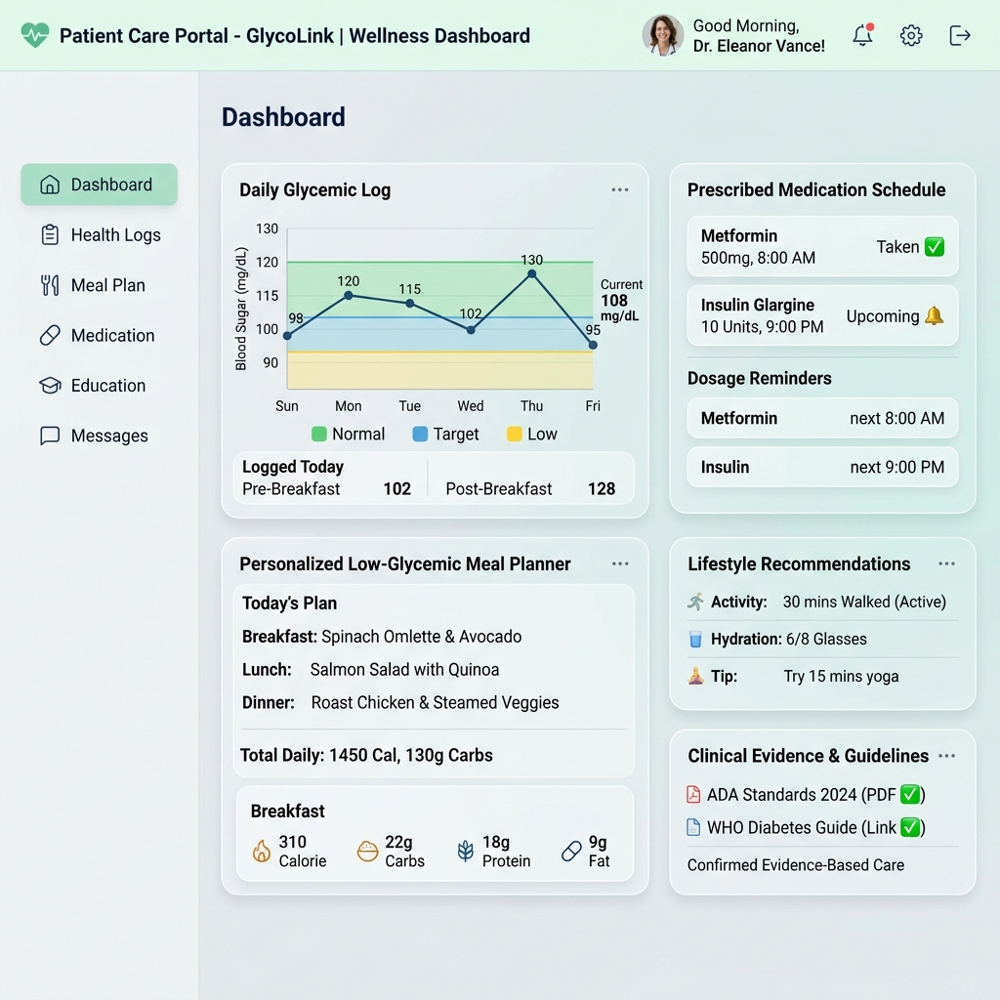 Patient Care Portal - GlycoLink | Wellness Dashboard
Good Morning,
Dr. Eleanor Vance!
Dashboard
Health Logs
Meal Plan
Medication
Education
Messages
Dashboard
Daily Glycemic Log
Blood Sugar (mg/dL)
130
120
115
100
90
98
120
115
102
130
95
Current
108
mg/dL
Sun Mon Tue Wed Thu Fri
Normal Target Low
Logged Today
Pre-Breakfast 102 Post-Breakfast 128
Prescribed Medication Schedule
Metformin
500mg, 8:00 AM
Taken ✅
Insulin Glargine
10 Units, 9:00 PM
Upcoming 🔔
Dosage Reminders
Metformin next 8:00 AM
Insulin next 9:00 PM
Personalized Low-Glycemic Meal Planner
Today's Plan
Breakfast: Spinach Omlette & Avocado
Lunch: Salmon Salad with Quinoa
Dinner: Roast Chicken & Steamed Veggies
Total Daily: 1450 Cal, 130g Carbs
Breakfast
310
Calorie
22g
Carbs
18g
Protein
9g
Fat
Lifestyle Recommendations
Activity: 30 mins Walked (Active)
Hydration: 6/8 Glasses
Tip: Try 15 mins yoga
Clinical Evidence & Guidelines
ADA Standards 2024 (PDF ✅)
WHO Diabetes Guide (Link ✅)
Confirmed Evidence-Based Care